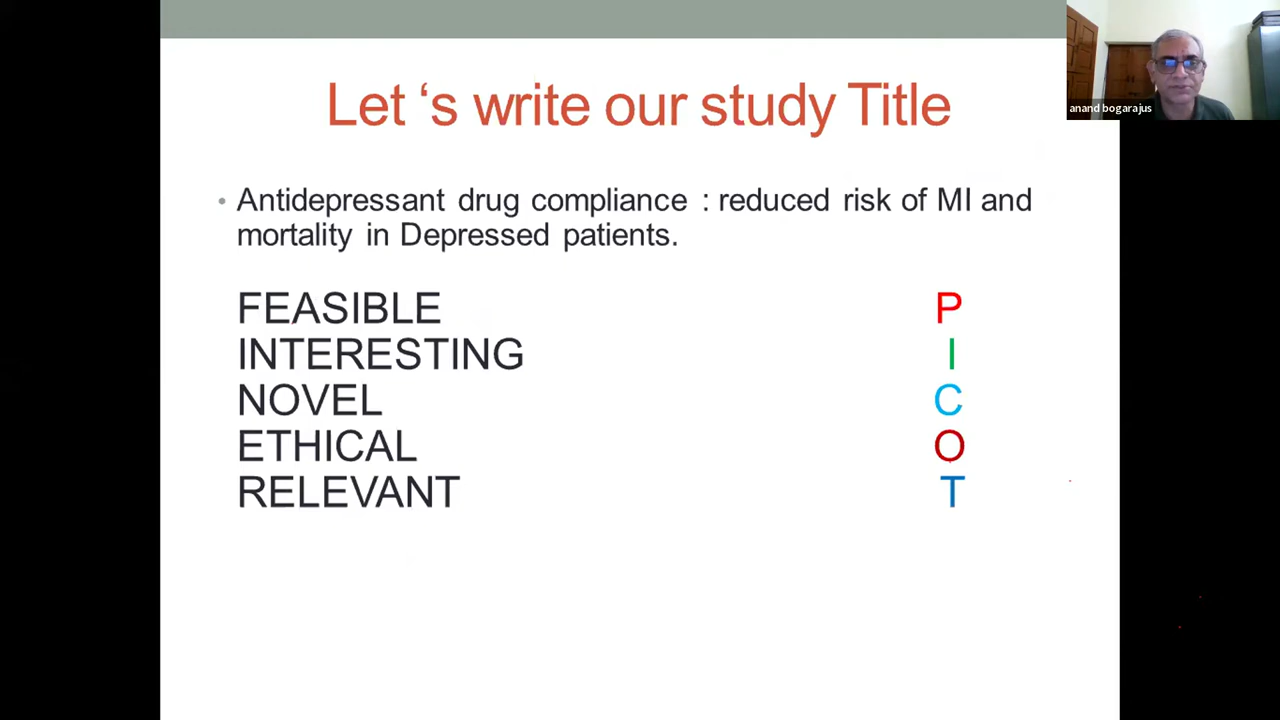 Let ‘s write our study Title
anand bogarajus
• Antidepressant drug compliance : reduced risk of MI and
mortality in Depressed patients.
FEASIBLE P
INTERESTING I
NOVEL C
ETHICAL O
RELEVANT T